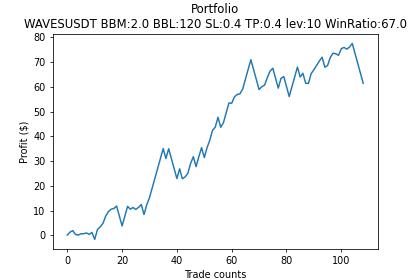 Portfolio
WAVESUSDT BBM:2.0 BBL:120 SL:0.4 TP:0.4 lev:10 WinRatio:67.0
80
70
60
50
40
30
20
10
0
Profit ($)
0 20 40 60 80 100
Trade counts